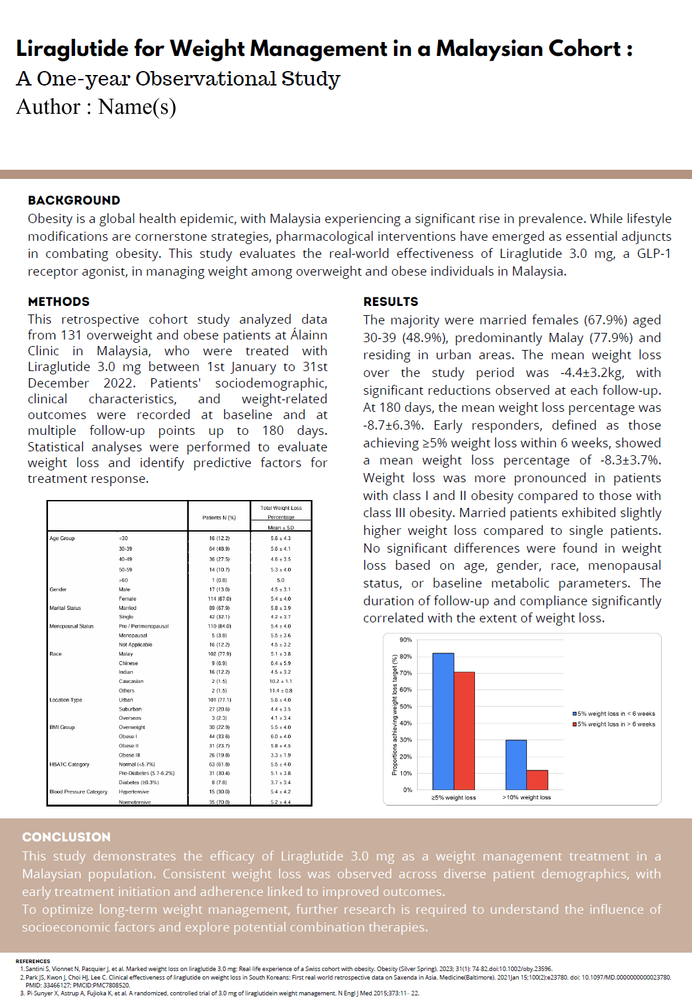 Liraglutide for Weight Management in a Malaysian Cohort :
A One-year Observational Study
Author : Name(s)
BACKGROUND
Obesity is a global health epidemic, with Malaysia experiencing a significant rise in prevalence. While lifestyle
modifications are cornerstone strategies, pharmacological interventions have emerged as essential adjuncts
in combating obesity. This study evaluates the real-world effectiveness of Liraglutide 3.0 mg, a GLP-1
receptor agonist, in managing weight among overweight and obese individuals in Malaysia.
METHODS
This retrospective cohort study analyzed data
from 131 overweight and obese patients at Álainn
Clinic in Malaysia, who were treated with
Liraglutide 3.0 mg between 1st January to 31st
December 2022. Patients' sociodemographic,
clinical characteristics, and weight-related
outcomes were recorded at baseline and at
multiple follow-up points up to 180 days.
Statistical analyses were performed to evaluate
weight loss and identify predictive factors for
treatment response.
Patients N (%) Total Weight Loss
Percentage
Mean ± SD
Age Group <30 16 (12.2) 5.6 ± 4.3
30-39 64 (48.9) 5.6 ± 4.1
40-49 36 (27.5) 4.6 ± 3.5
50-59 14 (10.7) 5.3 ± 4.0
>60 1 (0.8) 5.0
Gender Male 17 (13.0) 4.5 ± 3.1
Female 114 (87.0) 5.4 ± 4.0
Marital Status Married 89 (67.9) 5.8 ± 3.9
Single 42 (32.1) 4.2 ± 3.7
Menopausal Status Pre / Perimenopausal 110 (84.0) 5.4 ± 4.0
Menopausal 5 (3.8) 5.5 ± 3.6
Not Applicable 16 (12.2) 4.5 ± 3.2
Race Malay 102 (77.9) 5.1 ± 3.8
Chinese 9 (6.9) 6.4 ± 5.9
Indian 16 (12.2) 4.5 ± 3.2
Caucasian 2 (1.5) 10.2 ± 1.1
Others 2 (1.5) 11.4 ± 0.8
Location Type Urban 101 (77.1) 5.6 ± 4.0
Suburban 27 (20.6) 4.4 ± 3.5
Overseas 3 (2.3) 4.1 ± 3.4
BMI Group Overweight 30 (22.9) 5.5 ± 4.0
Obese I 44 (33.6) 6.0 ± 4.0
Obese II 31 (23.7) 5.8 ± 4.5
Obese III 26 (19.8) 3.3 ± 1.9
HBA1C Category Normal (<5.7%) 63 (61.8) 5.5 ± 4.0
Pre-Diabetes (5.7-6.2%) 31 (30.4) 5.1 ± 3.8
Diabetes (≥6.3%) 8 (7.8) 3.7 ± 3.4
Blood Pressure Category Hypertensive 15 (30.0) 5.4 ± 4.2
Normotensive 35 (70.0) 5.2 ± 4.4
RESULTS
The majority were married females (67.9%) aged
30-39 (48.9%), predominantly Malay (77.9%) and
residing in urban areas. The mean weight loss
over the study period was -4.4±3.2kg, with
significant reductions observed at each follow-up.
At 180 days, the mean weight loss percentage was
-8.7±6.3%. Early responders, defined as those
achieving ≥5% weight loss within 6 weeks, showed
a mean weight loss percentage of -8.3±3.7%.
Weight loss was more pronounced in patients
with class I and II obesity compared to those with
class III obesity. Married patients exhibited slightly
higher weight loss compared to single patients.
No significant differences were found in weight
loss based on age, gender, race, menopausal
status, or baseline metabolic parameters. The
duration of follow-up and compliance significantly
correlated with the extent of weight loss.
Proportions achieving weight loss target (%)
90%
80%
70%
60%
50%
40%
30%
20%
10%
0%
≥5% weight loss
>10% weight loss
5% weight loss in < 6 weeks
5% weight loss in > 6 weeks
CONCLUSION
This study demonstrates the efficacy of Liraglutide 3.0 mg as a weight management treatment in a
Malaysian population. Consistent weight loss was observed across diverse patient demographics, with
early treatment initiation and adherence linked to improved outcomes.
To optimize long-term weight management, further research is required to understand the influence of
socioeconomic factors and explore potential combination therapies.
REFERENCES
1. Santini S, Vionnet N, Pasquier J, et al. Marked weight loss on liraglutide 3.0 mg: Real-life experience of a Swiss cohort with obesity. Obesity (Silver Spring). 2023; 31(1): 74-82.doi:10.1002/oby.23596.
2. Park JS, Kwon J, Choi HJ, Lee C. Clinical effectiveness of liraglutide on weight loss in South Koreans: First real-world retrospective data on Saxenda in Asia. Medicine(Baltimore). 2021Jan 15;100(2):e23780. doi: 10.1097/MD.0000000000023780.
PMID: 33466127; PMCID:PMC7808520.
3. Pi-Sunyer X, Astrup A, Fujioka K, et al. A randomized, controlled trial of 3.0 mg of liraglutidein weight management. N Engl J Med 2015;373:11– 22.